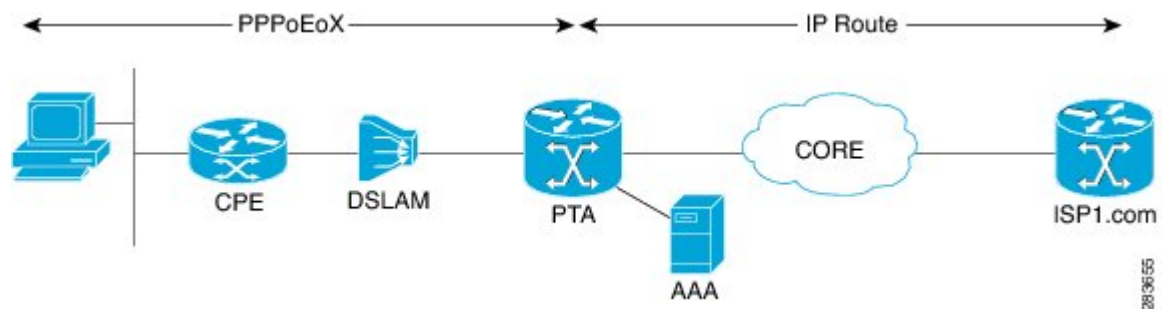 PPPoEoX
IP Route
CPE
DSLAM
PTA
CORE
ISP1.com
AAA
283655